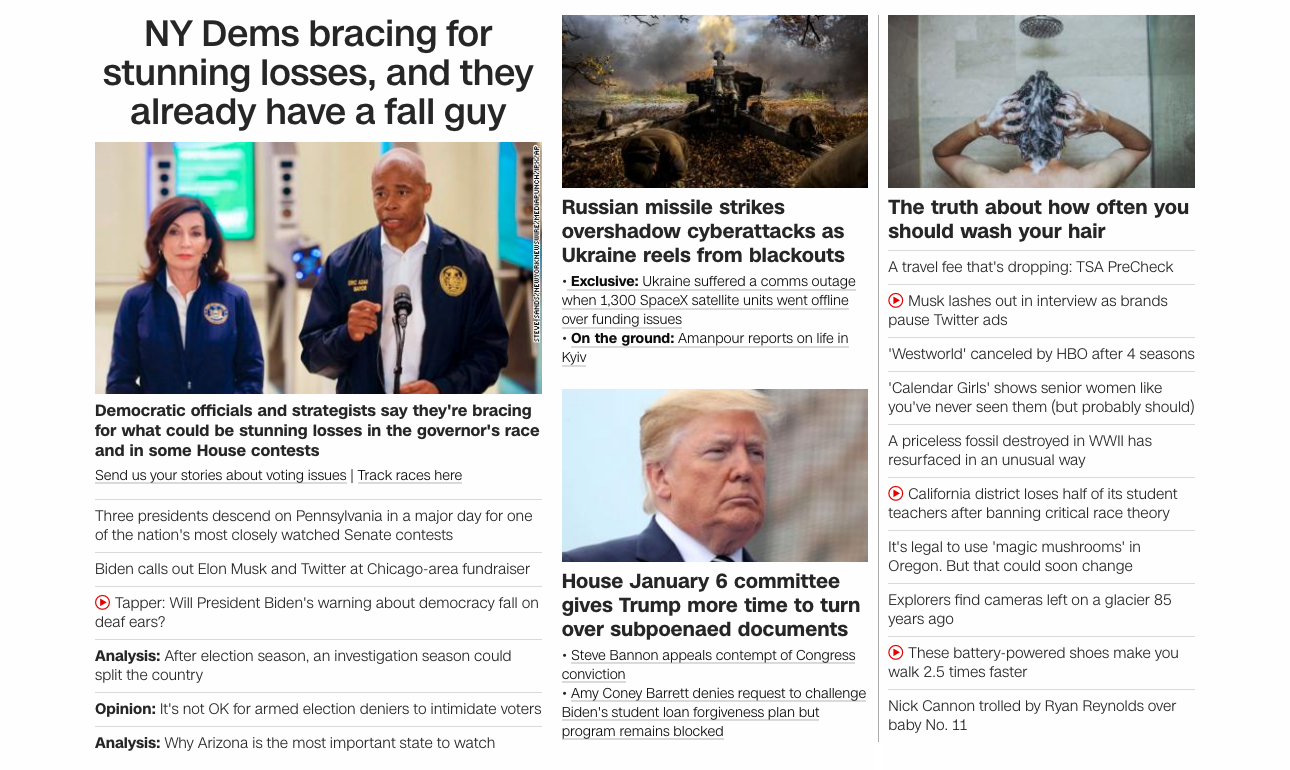 NY Dems bracing for
stunning losses, and they
already have a fall guy
STEVE SANDS/NEWYORKNEWSWIRE/MEDIAPUNCH/IPX/AP
ERIC ADAMS
MAYOR
Democratic officials and strategists say they're bracing
for what could be stunning losses in the governor's race
and in some House contests
Send us your stories about voting issues | Track races here
Three presidents descend on Pennsylvania in a major day for one
of the nation's most closely watched Senate contests
Biden calls out Elon Musk and Twitter at Chicago-area fundraiser
Tapper: Will President Biden's warning about democracy fall on
deaf ears?
Analysis: After election season, an investigation season could
split the country
Opinion: It's not OK for armed election deniers to intimidate voters
Analysis: Why Arizona is the most important state to watch
Russian missile strikes
overshadow cyberattacks as
Ukraine reels from blackouts
• Exclusive: Ukraine suffered a comms outage
when 1,300 SpaceX satellite units went offline
over funding issues
• On the ground: Amanpour reports on life in
Kyiv
House January 6 committee
gives Trump more time to turn
over subpoenaed documents
• Steve Bannon appeals contempt of Congress
conviction
• Amy Coney Barrett denies request to challenge
Biden's student loan forgiveness plan but
program remains blocked
The truth about how often you
should wash your hair
A travel fee that's dropping: TSA PreCheck
Musk lashes out in interview as brands
pause Twitter ads
'Westworld' canceled by HBO after 4 seasons
'Calendar Girls' shows senior women like
you've never seen them (but probably should)
A priceless fossil destroyed in WWII has
resurfaced in an unusual way
California district loses half of its student
teachers after banning critical race theory
It's legal to use 'magic mushrooms' in
Oregon. But that could soon change
Explorers find cameras left on a glacier 85
years ago
These battery-powered shoes make you
walk 2.5 times faster
Nick Cannon trolled by Ryan Reynolds over
baby No. 11